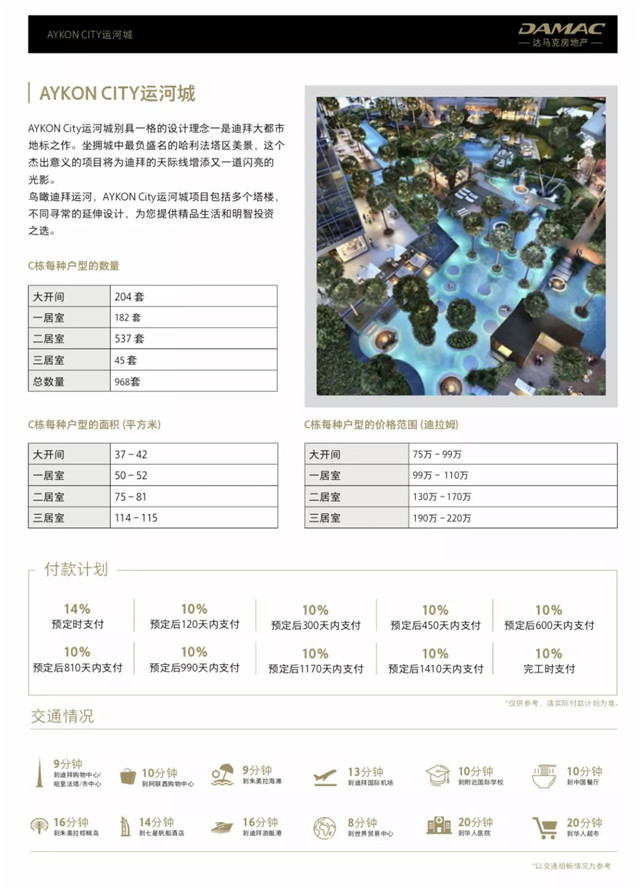 AYKON CITY运河城
DAMAC
达马克房地产
AYKON CITY运河城
AYKON City运河城别具一格的设计理念一是迪拜大都市
地标之作。坐拥城中最负盛名的哈利法塔区美景，这个
杰出意义的项目将为迪拜的天际线增添又一道闪亮的
光影。
鸟瞰迪拜运河，AYKON City运河城项目包括多个塔楼，
不同寻常的延伸设计，为您提供精品生活和明智投资
之选。
C栋每种户型的数量
大开间 204 套
一居室 182 套
二居室 537 套
三居室 45 套
总数量 968套
C栋每种户型的面积 (平方米)
大开间 37 – 42
一居室 50 – 52
二居室 75 – 81
三居室 114 – 115
C栋每种户型的价格范围 (迪拉姆)
大开间 75万 – 99万
一居室 99万 – 110万
二居室 130万 – 170万
三居室 190万 – 220万
付款计划
14% 10% 10% 10% 10%
预定时支付 预定后120天内支付 预定后300天内支付 预定后450天内支付 预定后600天内支付
10% 10% 10% 10% 10%
预定后810天内支付 预定后990天内支付 预定后1170天内支付 预定后1410天内支付 完工时支付
*仅供参考，请实际付款计划为准。
交通情况
9分钟
到迪拜购物中心/
哈里法塔/市中心
10分钟
到阿联酋购物中心
9分钟
到朱美拉海滩
13分钟
到迪拜国际机场
10分钟
到附近国际学校
10分钟
到中国餐厅
16分钟
到朱美拉棕榈岛
14分钟
到七星帆船酒店
16分钟
到迪拜游艇港
8分钟
到世界贸易中心
20分钟
到华人医院
20分钟
到华人超市
*以交通顺畅情况为参考